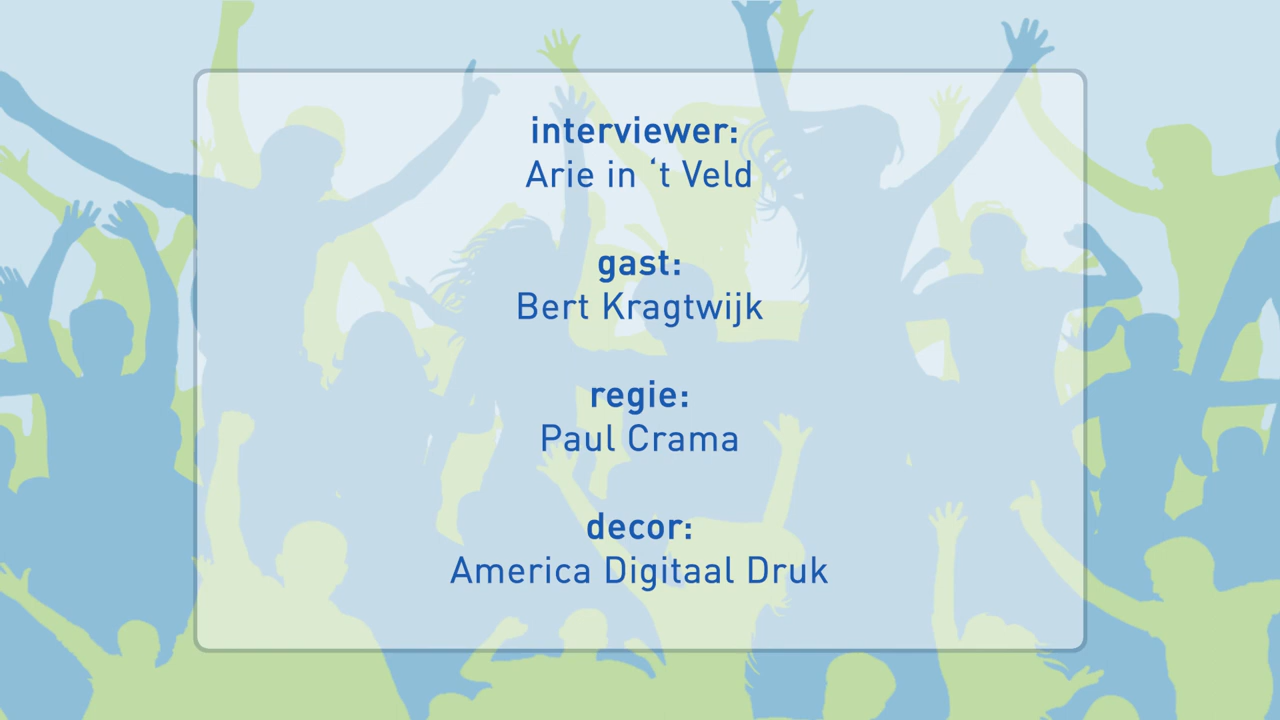 interviewer:
Arie in ‘t Veld
gast:
Bert Kragtwijk
regie:
Paul Crama
decor:
America Digitaal Druk